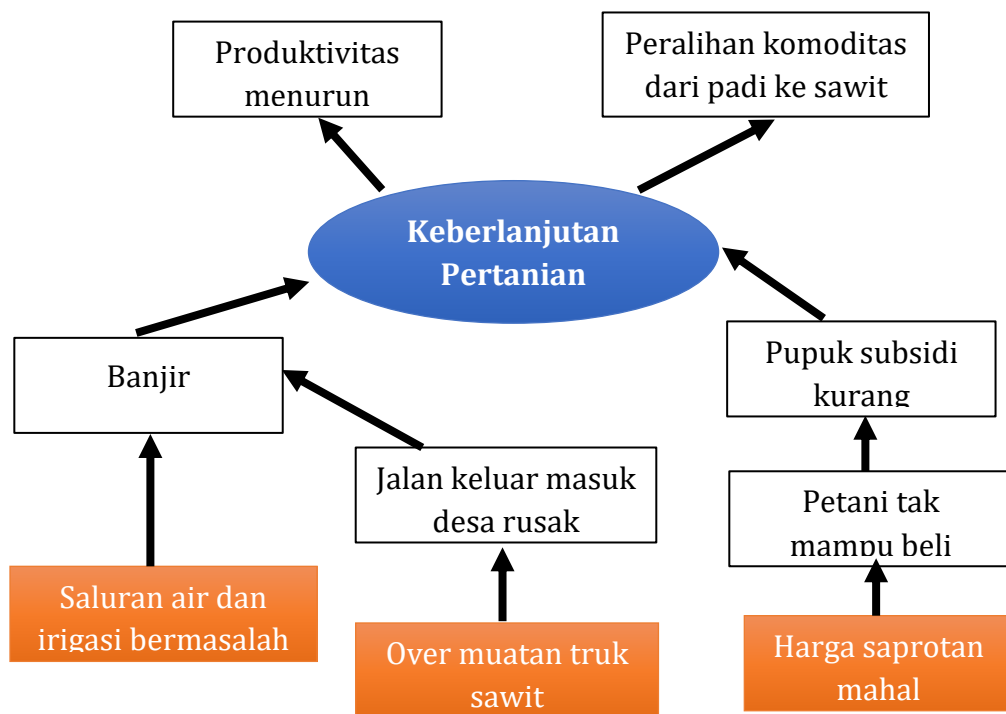 Produktivitas
menurun
Peralihan komoditas
dari padi ke sawit
Keberlanjutan
Pertanian
Banjir
Pupuk subsidi
kurang
Jalan keluar masuk
desa rusak
Petani tak
mampu beli
Saluran air dan
irigasi bermasalah
Over muatan truk
sawit
Harga saprotan
mahal